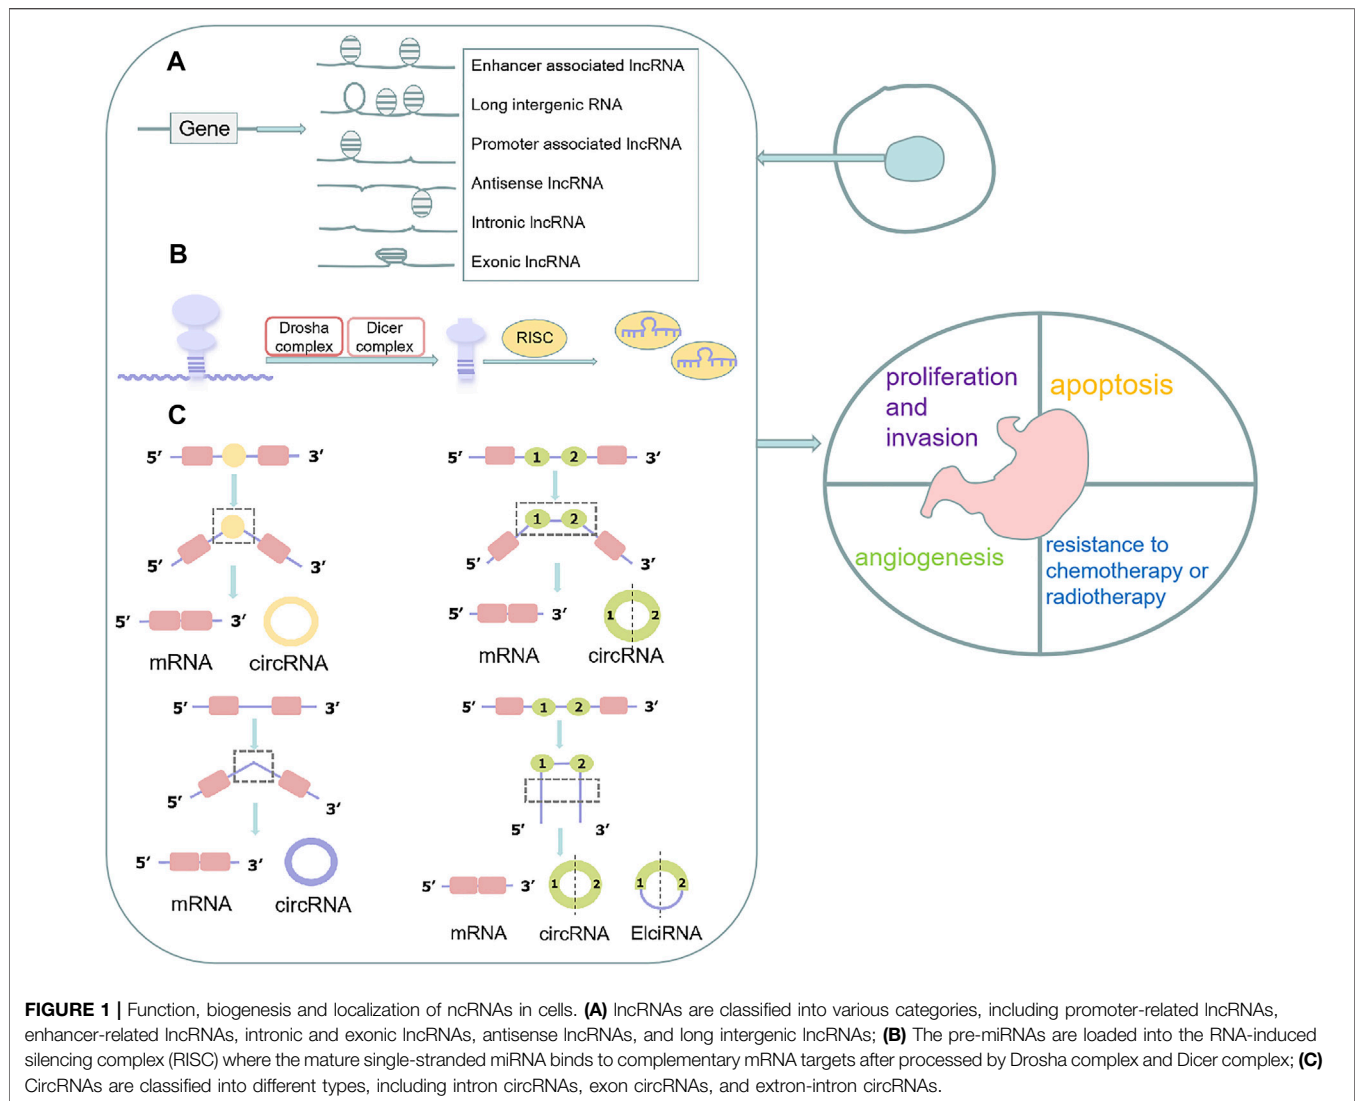 A
Gene
Enhancer associated lncRNA
Long intergenic RNA
Promoter associated lncRNA
Antisense lncRNA
Intronic lncRNA
Exonic lncRNA
B
Drosha
complex
Dicer
complex
RISC
C
5′ 3′
5′ 3′
5′ 3′
mRNA circRNA
5′ 1 2 3′
1 2
5′ 3′
5′ 3′ 1 2
mRNA circRNA
5′ 3′
5′ 3′
5′ 3′
mRNA circRNA
5′ 1 2 3′
1 2
5′ 3′
5′ 3′ 1 2 1 2
mRNA circRNA ElciRNA
proliferation
and
invasion
apoptosis
angiogenesis
resistance to
chemotherapy or
radiotherapy
FIGURE 1 | Function, biogenesis and localization of ncRNAs in cells. (A) lncRNAs are classified into various categories, including promoter-related lncRNAs,
enhancer-related lncRNAs, intronic and exonic lncRNAs, antisense lncRNAs, and long intergenic lncRNAs; (B) The pre-miRNAs are loaded into the RNA-induced
silencing complex (RISC) where the mature single-stranded miRNA binds to complementary mRNA targets after processed by Drosha complex and Dicer complex; (C)
CircRNAs are classified into different types, including intron circRNAs, exon circRNAs, and extron-intron circRNAs.